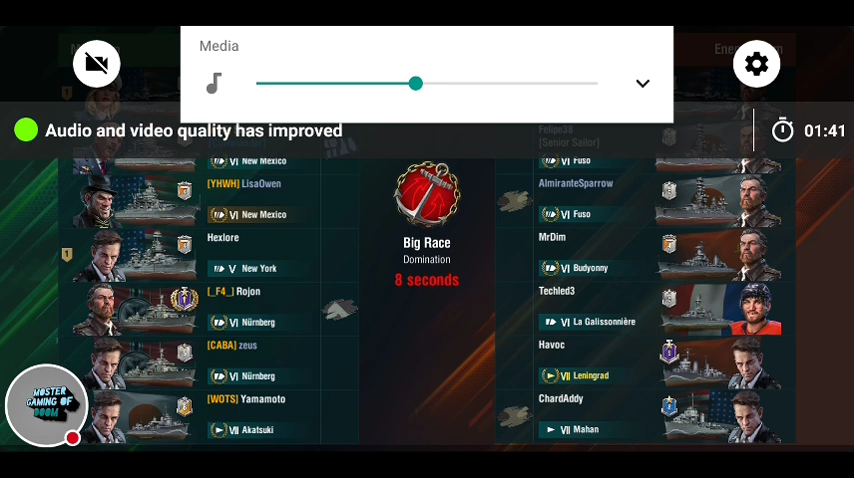 Media
Audio and video quality has improved
01:41
Felipe38
[Senior Sailor]
VI New Mexico
VI Fuso
[YHWH] LisaOwen
VI New Mexico
AlmiranteSparrow
VI Fuso
Hexlore
V New York
Big Race
Domination
8 seconds
MrDim
VI Budyonny
[_F4_] Rojon
VI Nürnberg
Techled3
VI La Galissonnière
[CABA] zeus
VI Nürnberg
Havoc
VII Leningrad
[WOTS] Yamamoto
VII Akatsuki
ChardAddy
VII Mahan
MOSTER
GAMING OF
DOOM